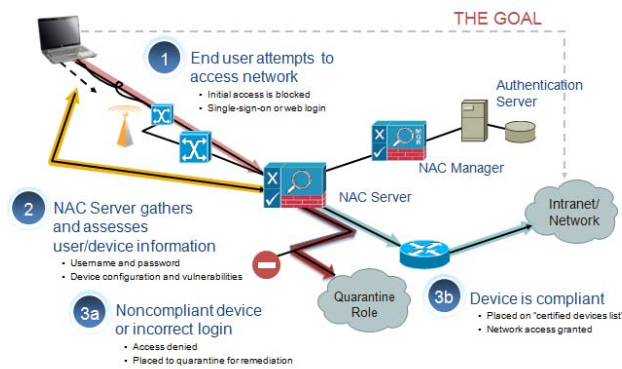 THE GOAL
1
End user attempts to
access network
• Initial access is blocked
• Single-sign-on or web login
Authentication
Server
NAC Manager
NAC Server
Intranet/
Network
2
NAC Server gathers
and assesses
user/device information
• Username and password
• Device configuration and vulnerabilities
Quarantine
Role
3a
Noncompliant device
or incorrect login
• Access denied
• Placed to quarantine for remediation
3b
Device is compliant
• Placed on "certified devices list"
• Network access granted